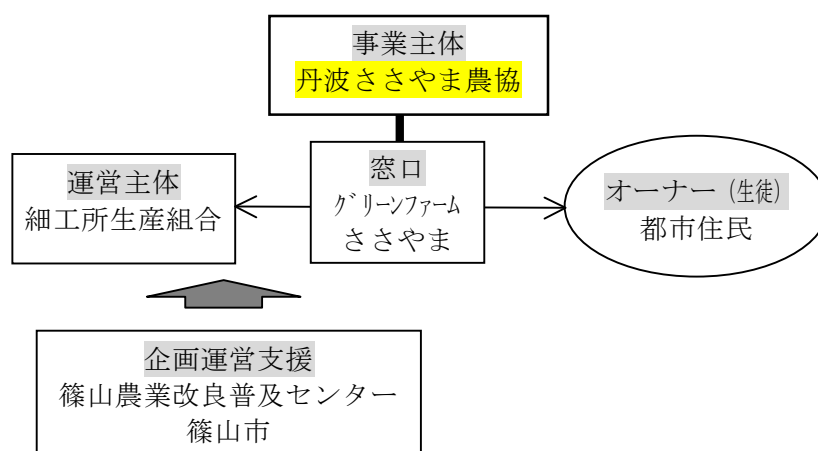 事業主体
丹波ささやま農協
運営主体
細工所生産組合
窓口
グリーンファーム
ささやま
オーナー(生徒)
都市住民
企画運営支援
篠山農業改良普及センター
篠山市